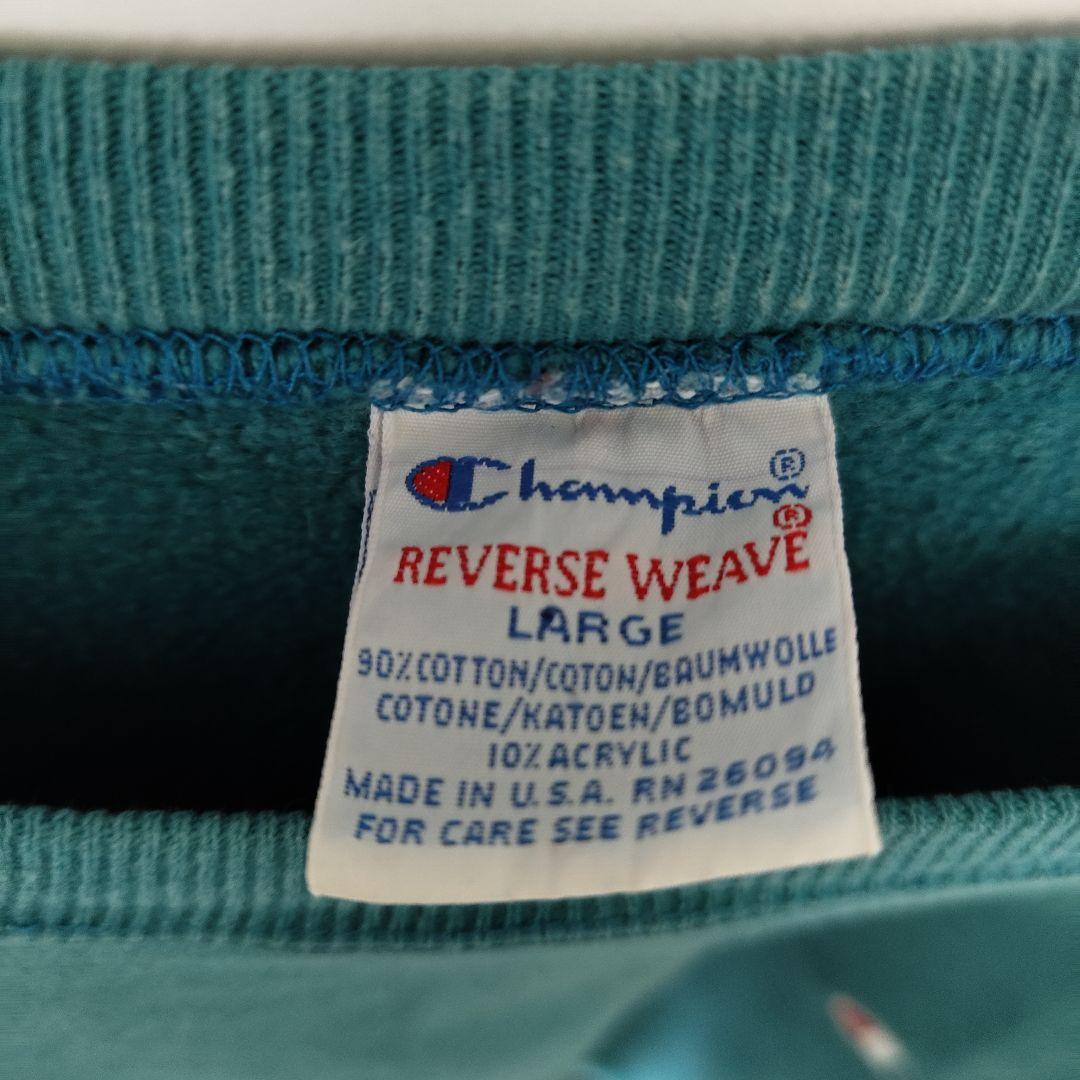 Champion®
®
REVERSE WEAVE
LARGE
90% COTTON/COTON/BAUMWOLLE
COTONE/KATOEN/BOMULD
10% ACRYLIC
MADE IN U.S.A. RN 26094
FOR CARE SEE REVERSE